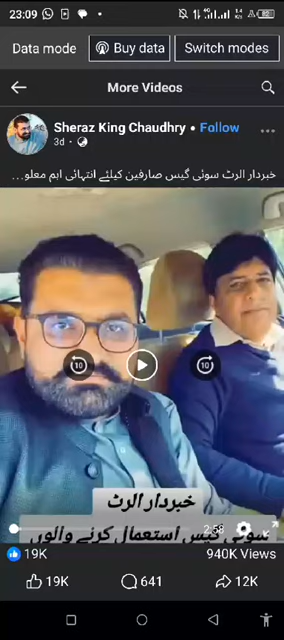 23:09
Data mode Buy data Switch modes
More Videos
Sheraz King Chaudhry • Follow
3d
خبردار الرٹ سوئی گیس صارفین کیلئے انتہائی اہم معلو...
10 10
خبردار الرٹ
2:58
سوئی گیس استعمال کرنے والوں
19K 940K Views
19K 641 12K